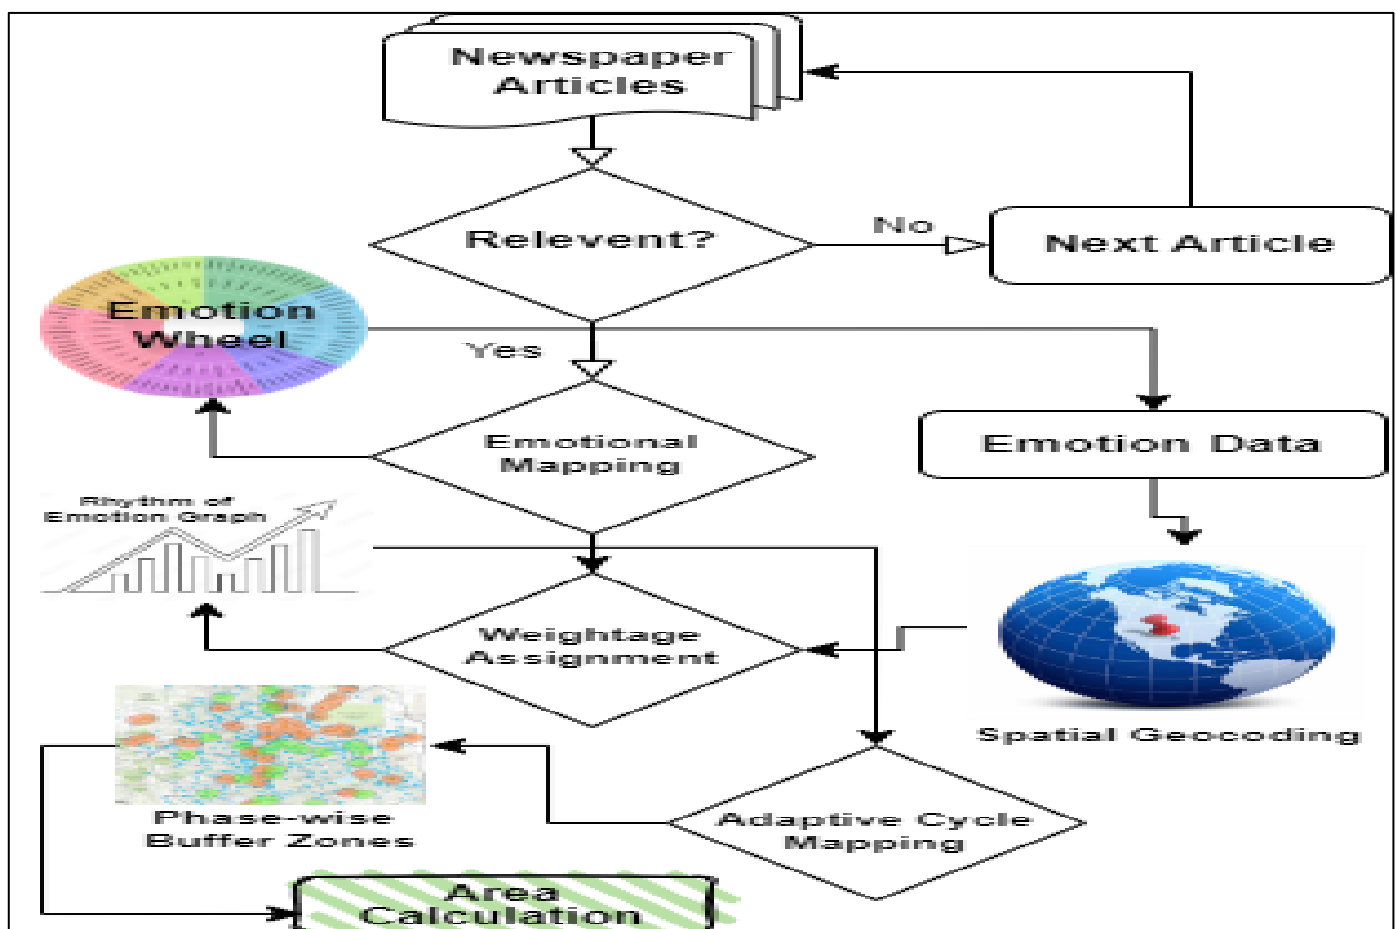 Newspaper
Articles
Relevent?
No
Next Article
Emotion
Wheel
Yes
Emotional
Mapping
Emotion Data
Rhythm of
Emotion Graph
Weightage
Assignment
Spatial Geocoding
Phase-wise
Buffer Zones
Adaptive Cycle
Mapping
Area
Calculation